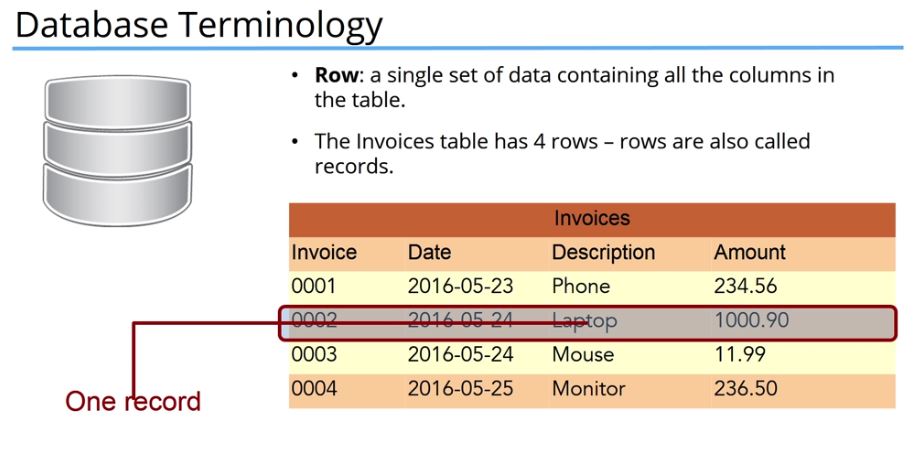 Database Terminology
• Row: a single set of data containing all the columns in
the table.
• The Invoices table has 4 rows – rows are also called
records.
Invoices
Invoice Date Description Amount
0001 2016-05-23 Phone 234.56
0002 2016-05-24 Laptop 1000.90
0003 2016-05-24 Mouse 11.99
0004 2016-05-25 Monitor 236.50
One record